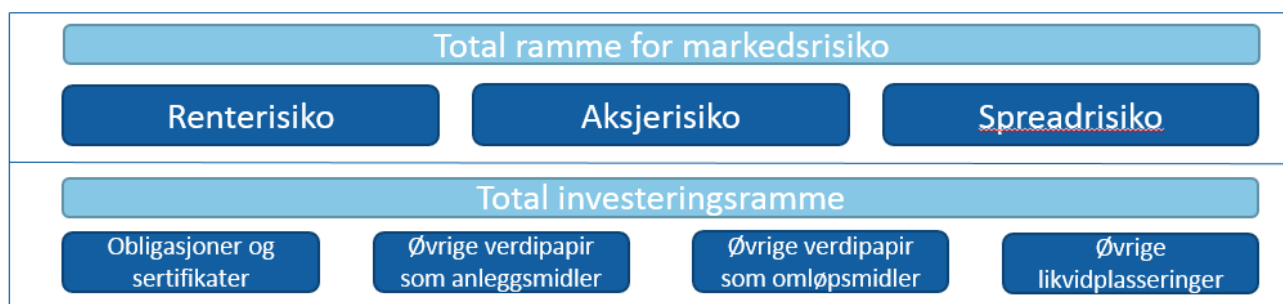 Total ramme for markedsrisiko
Renterisiko
Aksjerisiko
Spreadrisiko
Total investeringsramme
Obligasjoner og
sertifikater
Øvrige verdipapir
som anleggsmidler
Øvrige verdipapir
som omløpsmidler
Øvrige
likvidplasseringer